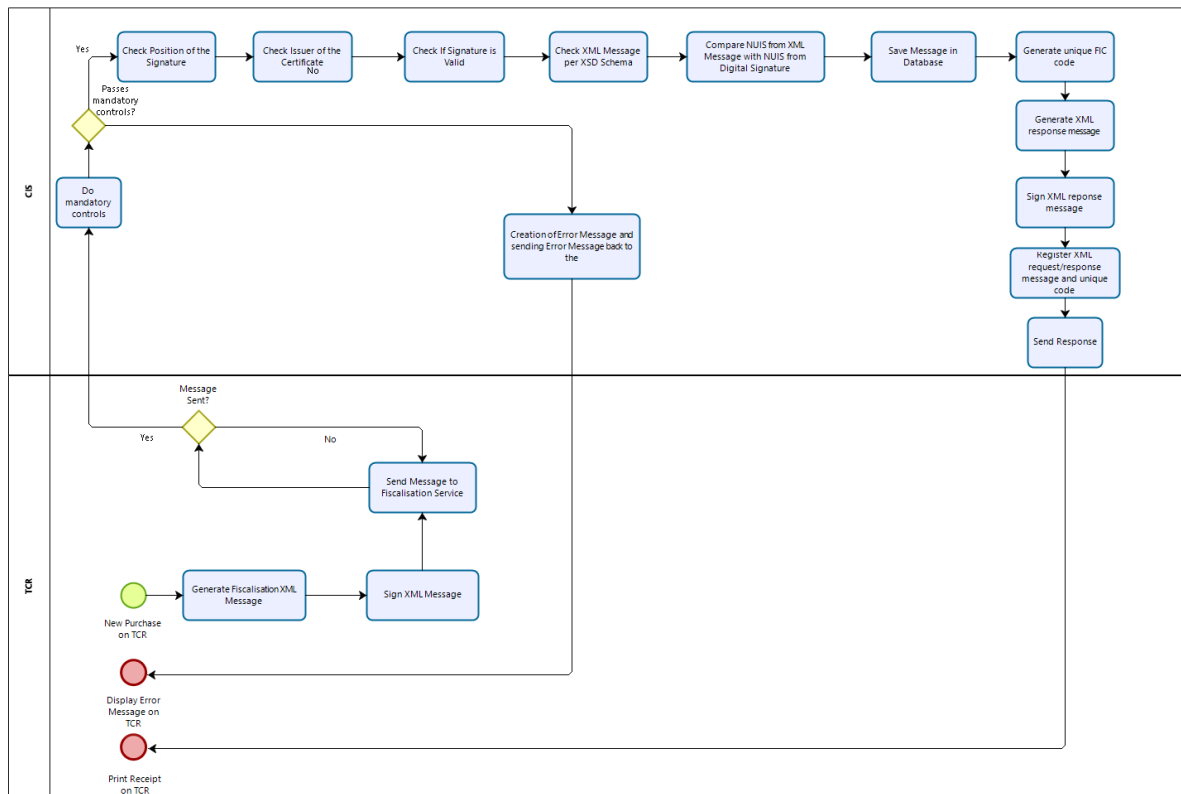 CIS
Yes
Check Position of the
Signature
Check Issuer of the
Certificate
No
Check If Signature is
Valid
Check XML Message
per XSD Schema
Compare NUIS from XML
Message with NUIS from
Digital Signature
Save Message in
Database
Generate unique FIC
code
Passes
mandatory
controls?
Generate XML
response message
Do
mandatory
controls
Sign XML reponse
message
Creation of Error Message and
sending Error Message back to
the
Register XML
request/response
message and unique
code
Send Response
TCR
Message
Sent?
Yes
No
Send Message to
Fiscalisation Service
Generate Fiscalisation XML
Message
Sign XML Message
New Purchase
on TCR
Display Error
Message on
TCR
Print Receipt
on TCR